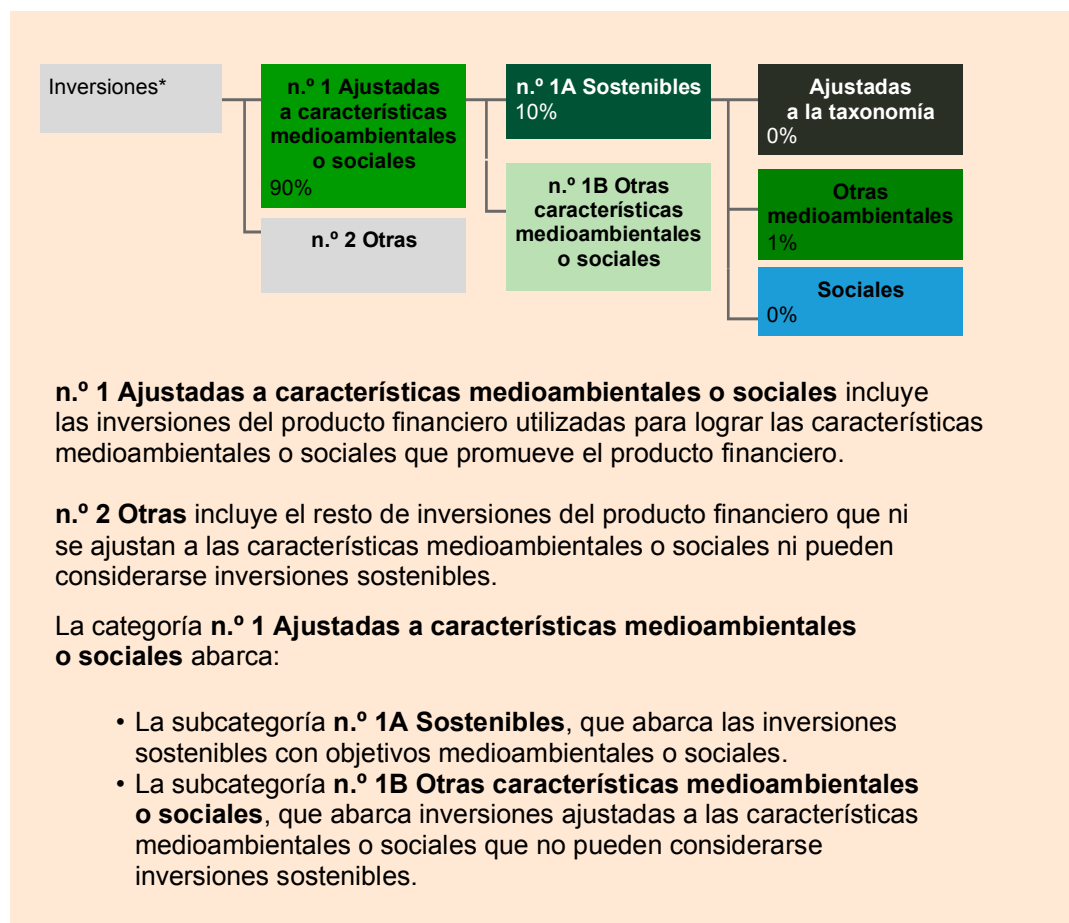 Inversiones*
n.º 1 Ajustadas
a características
medioambientales
o sociales
90%
n.º 2 Otras
n.º 1A Sostenibles
10%
n.º 1B Otras
características
medioambientales
o sociales
Ajustadas
a la taxonomía
0%
Otras
medioambientales
1%
Sociales
0%
n.º 1 Ajustadas a características medioambientales o sociales incluye
las inversiones del producto financiero utilizadas para lograr las características
medioambientales o sociales que promueve el producto financiero.
n.º 2 Otras incluye el resto de inversiones del producto financiero que ni
se ajustan a las características medioambientales o sociales ni pueden
considerarse inversiones sostenibles.
La categoría n.º 1 Ajustadas a características medioambientales
o sociales abarca:
• La subcategoría n.º 1A Sostenibles, que abarca las inversiones
sostenibles con objetivos medioambientales o sociales.
• La subcategoría n.º 1B Otras características medioambientales
o sociales, que abarca inversiones ajustadas a las características
medioambientales o sociales que no pueden considerarse
inversiones sostenibles.